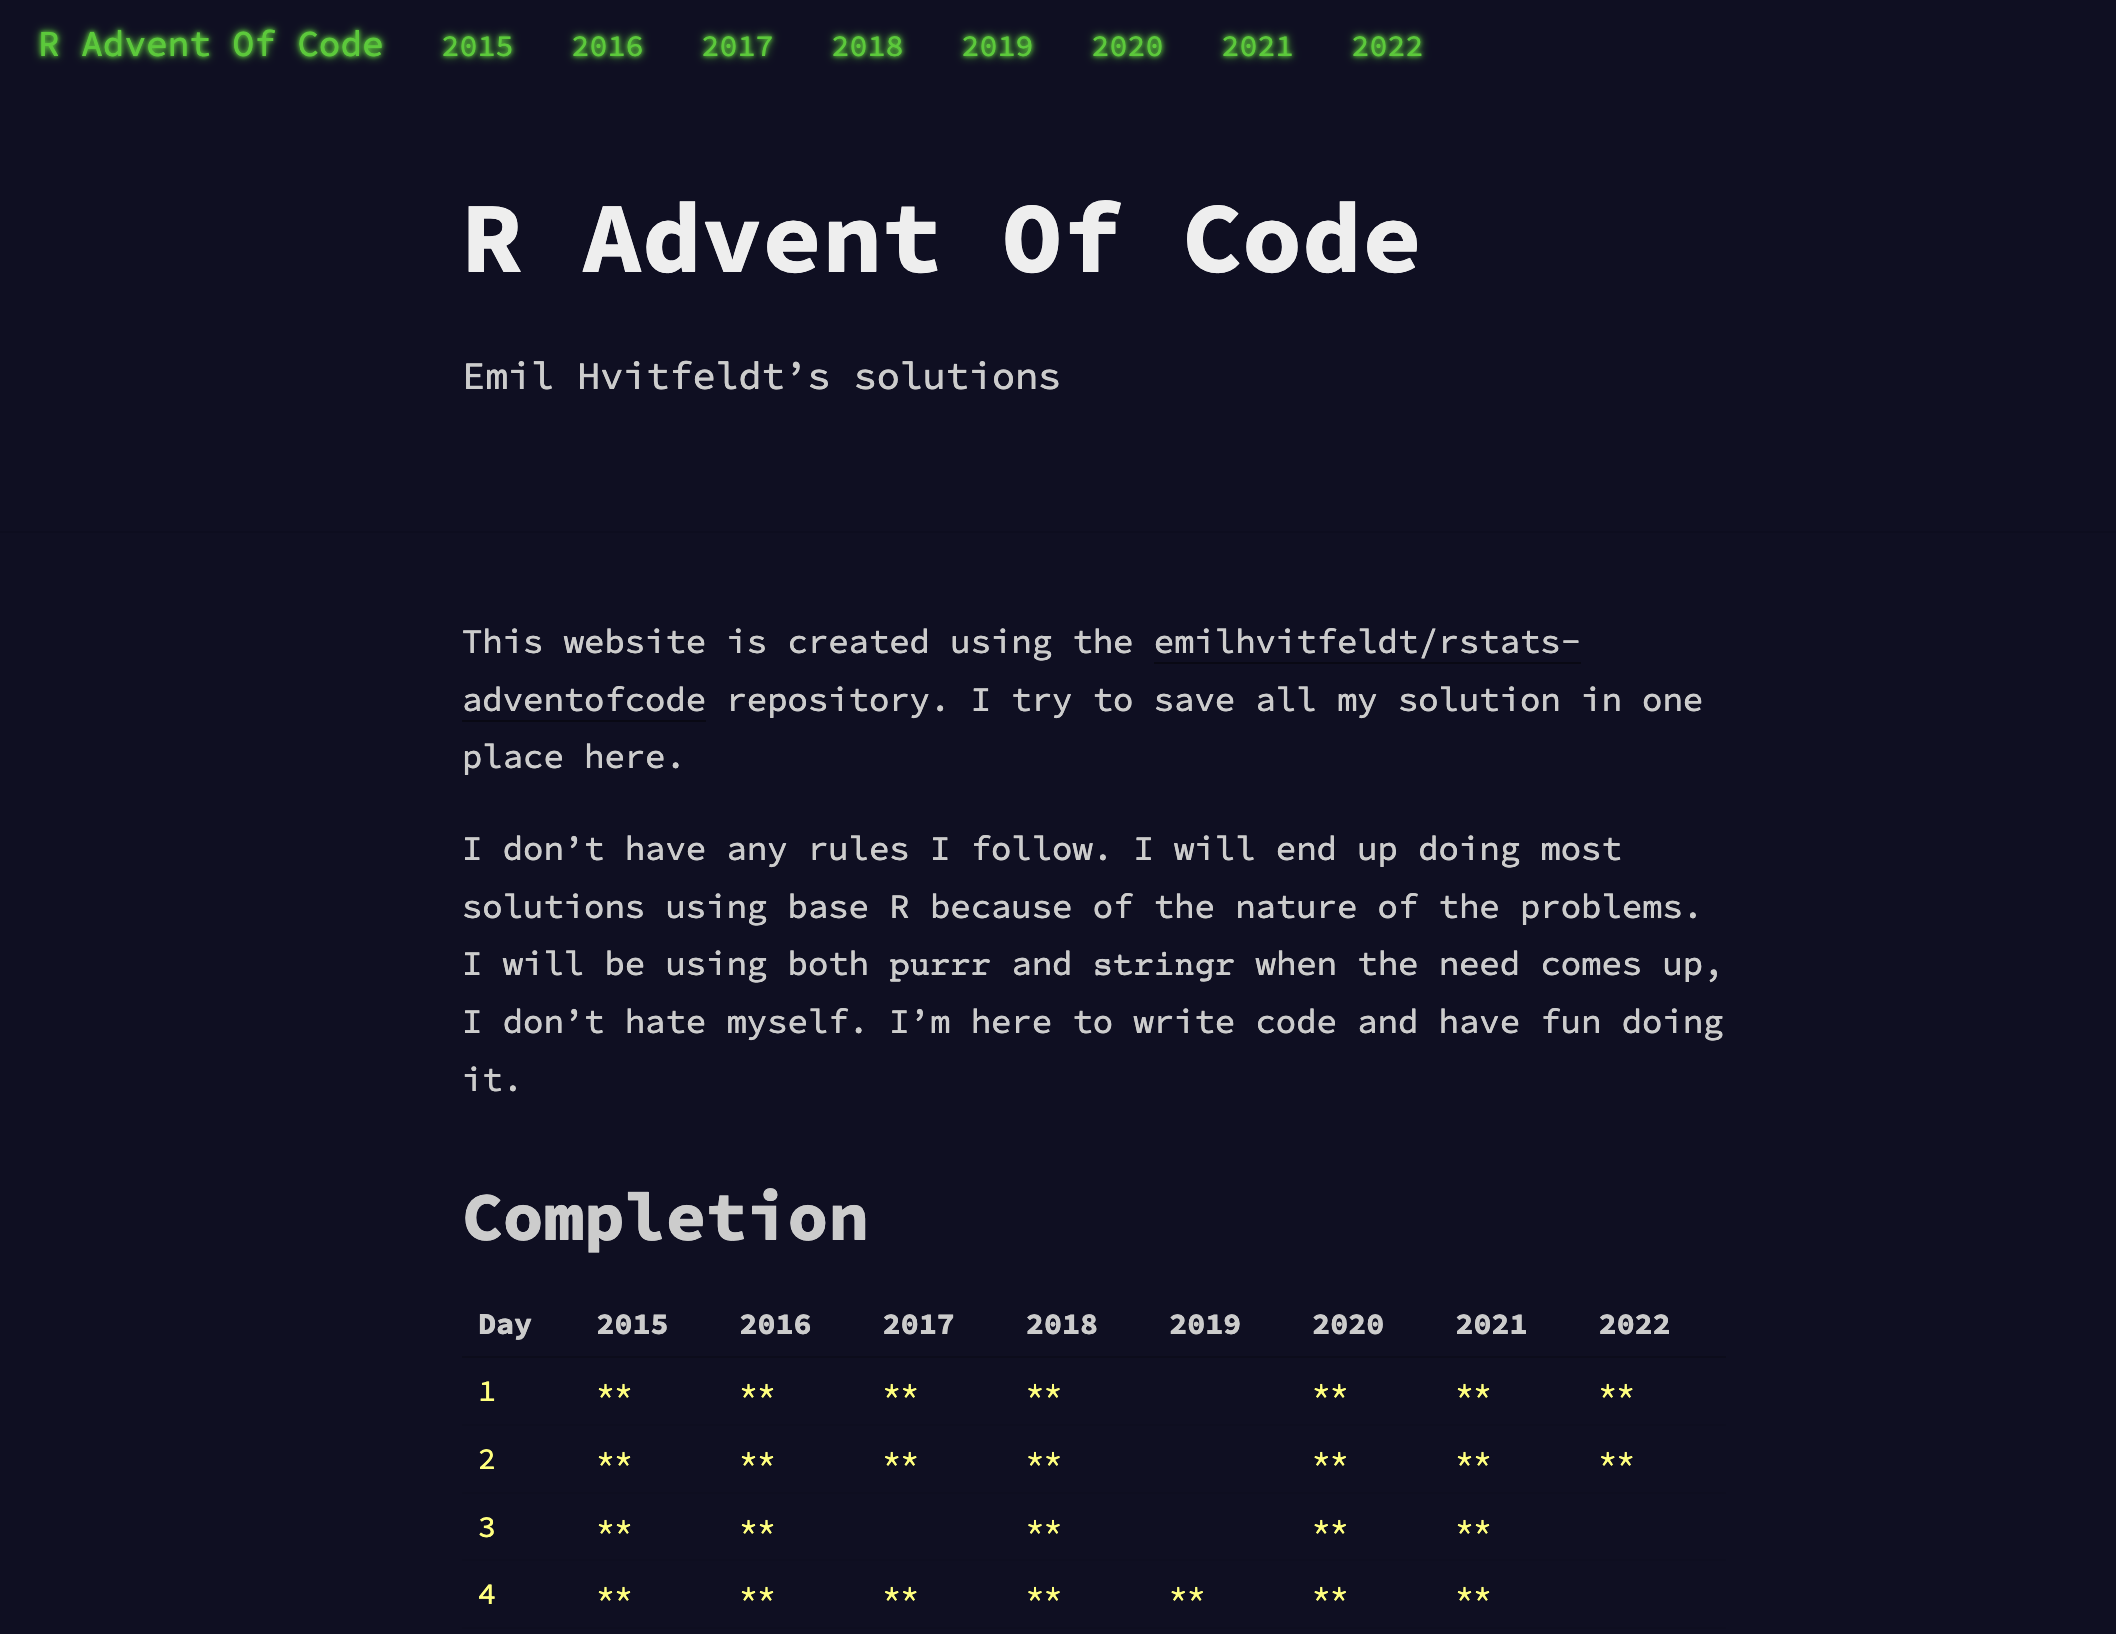 R Advent Of Code 2015 2016 2017 2018 2019 2020 2021 2022
R Advent Of Code
Emil Hvitfeldt’s solutions
This website is created using the emilhvitfeldt/rstats-
adventofcode repository. I try to save all my solution in one
place here.
I don’t have any rules I follow. I will end up doing most
solutions using base R because of the nature of the problems.
I will be using both purrr and stringr when the need comes up,
I don’t hate myself. I’m here to write code and have fun doing
it.
Completion
Day 2015 2016 2017 2018 2019 2020 2021 2022
1 ** ** ** ** ** ** **
2 ** ** ** ** ** ** **
3 ** ** ** ** **
4 ** ** ** ** ** ** **